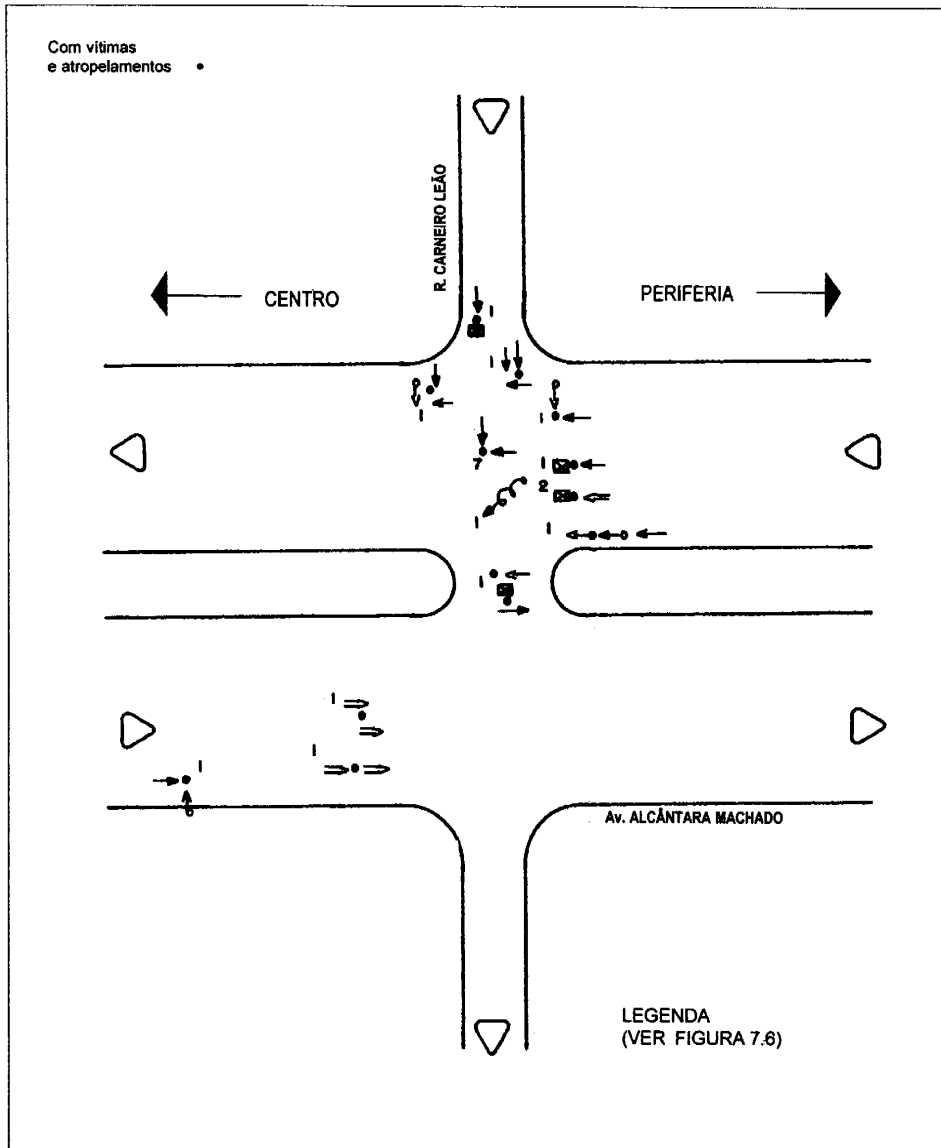 Com vitimas
e atropelamentos •
R. CARNEIRO LEÃO
CENTRO
PERIFERIA
1
1
1
1
7
1
2
1
1
1
1
1
1
Av. ALCÂNTARA MACHADO
LEGENDA
(VER FIGURA 7.6)